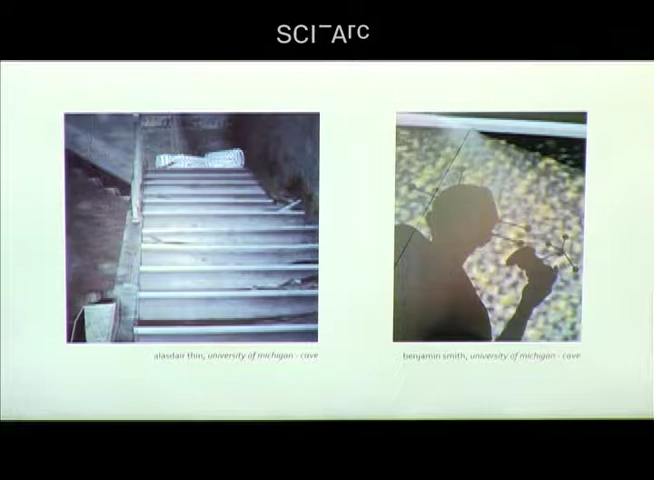 SCI-Arc
alasdair thin, university of michigan - cave
benjamin smith, university of michigan - cave